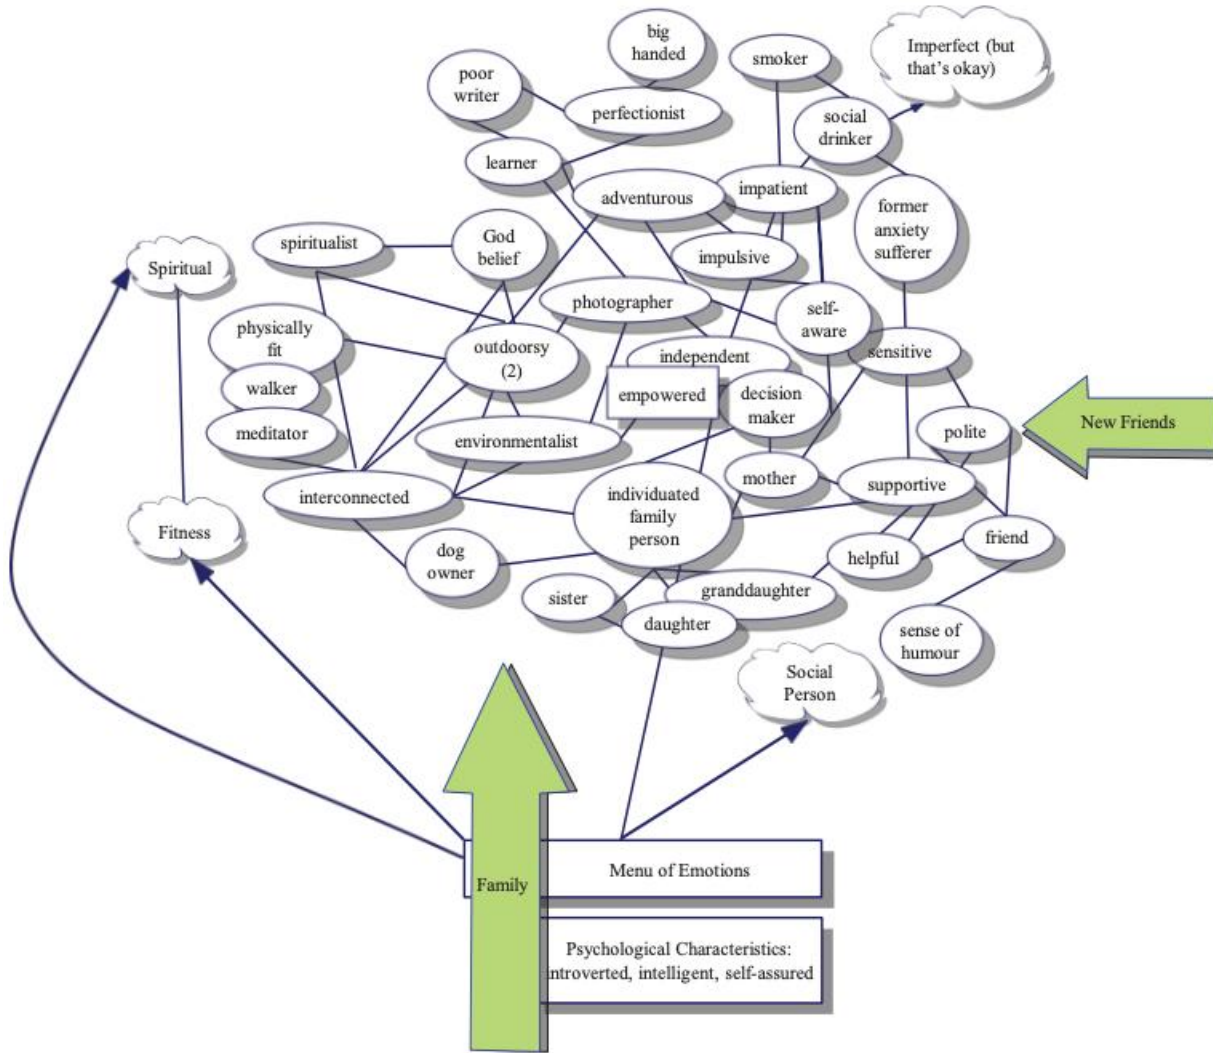 big
handed
smoker
Imperfect (but
that's okay)
poor
writer
perfectionist
social
drinker
learner
adventurous
impatient
former
anxiety
sufferer
spiritualist
God
belief
impulsive
Spiritual
photographer
self-
aware
physically
fit
outdoorsy
(2)
independent
sensitive
walker
empowered
decision
maker
meditator
environmentalist
polite
New Friends
interconnected
individuated
family
person
mother
supportive
Fitness
dog
owner
helpful
friend
sister
granddaughter
daughter
sense of
humour
Social
Person
Menu of Emotions
Family
Psychological Characteristics:
introverted, intelligent, self-assured